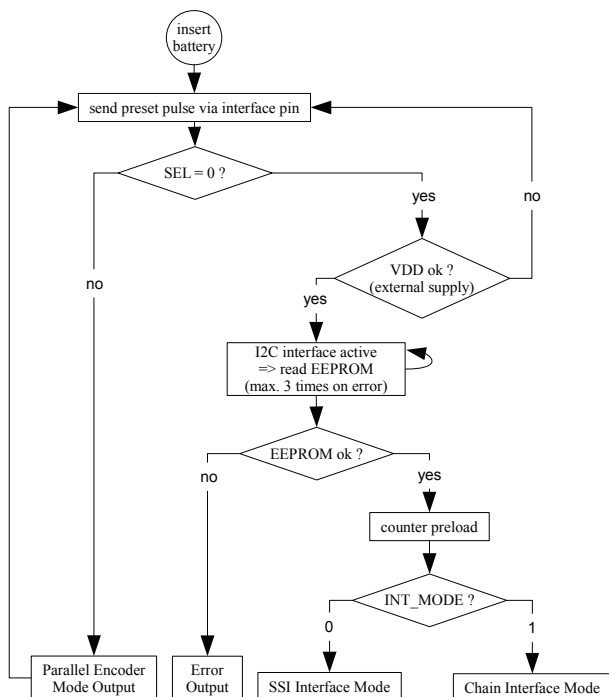 insert
battery
send preset pulse via interface pin
SEL = 0 ?
yes
no
VDD ok ?
(external supply)
no
yes
I2C interface active
=> read EEPROM
(max. 3 times on error)
EEPROM ok ?
no
yes
counter preload
INT_MODE ?
0
1
Parallel Encoder
Mode Output
Error
Output
SSI Interface Mode
Chain Interface Mode